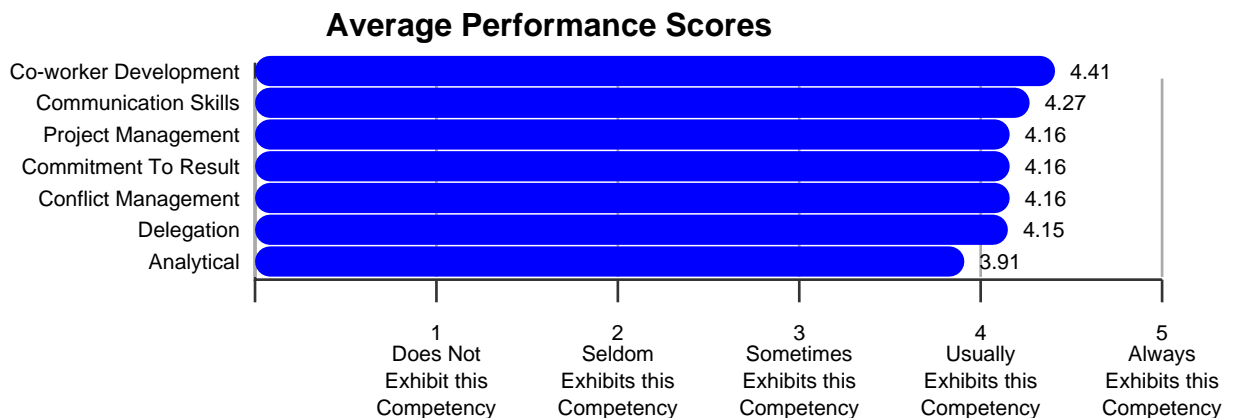 Average Performance Scores
Co-worker Development 4.41
Communication Skills 4.27
Project Management 4.16
Commitment To Result 4.16
Conflict Management 4.16
Delegation 4.15
Analytical 3.91
1 2 3 4 5
Does Not Seldom Sometimes Usually Always
Exhibit this Exhibits this Exhibits this Exhibits this Exhibits this
Competency Competency Competency Competency Competency